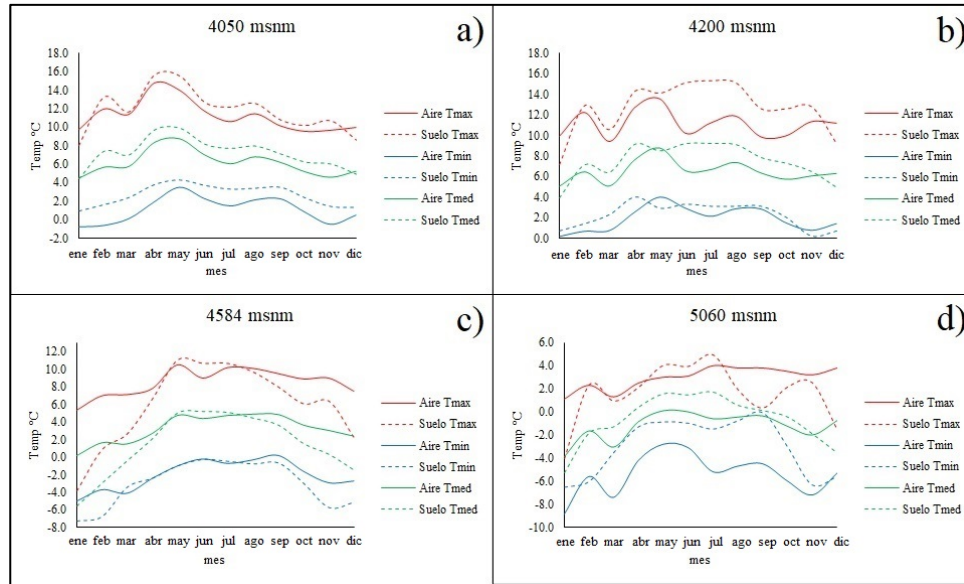 4050 msnm
a)
18.0
16.0
14.0
12.0
10.0
8.0
6.0
4.0
2.0
0.0
-2.0
Temp ºC
ene feb mar abr may jun jul ago sep oct nov dic
mes
Aire Tmax
Suelo Tmax
Aire Tmin
Suelo Tmin
Aire Tmed
Suelo Tmed
4200 msnm
b)
18.0
16.0
14.0
12.0
10.0
8.0
6.0
4.0
2.0
0.0
Temp ºC
ene feb mar abr may jun jul ago sep oct nov dic
mes
Aire Tmax
Suelo Tmax
Aire Tmin
Suelo Tmin
Aire Tmed
Suelo Tmed
4584 msnm
c)
12.0
10.0
8.0
6.0
4.0
2.0
0.0
-2.0
-4.0
-6.0
-8.0
Temp ºC
ene feb mar abr may jun jul ago sep oct nov dic
mes
Aire Tmax
Suelo Tmax
Aire Tmin
Suelo Tmin
Aire Tmed
Suelo Tmed
5060 msnm
d)
6.0
4.0
2.0
0.0
-2.0
-4.0
-6.0
-8.0
-10.0
Temp ºC
ene feb mar abr may jun jul ago sep oct nov dic
mes
Aire Tmax
Suelo Tmax
Aire Tmin
Suelo Tmin
Aire Tmed
Suelo Tmed